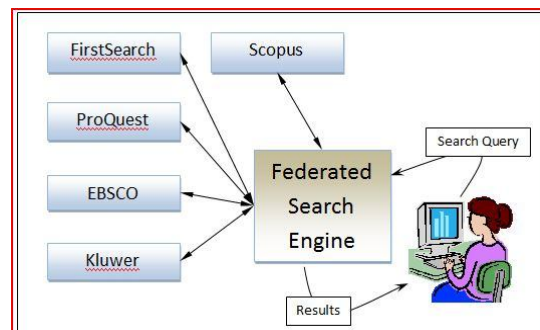 FirstSearch
Scopus
ProQuest
Search Query
Federated
Search
Engine
EBSCO
Kluwer
Results